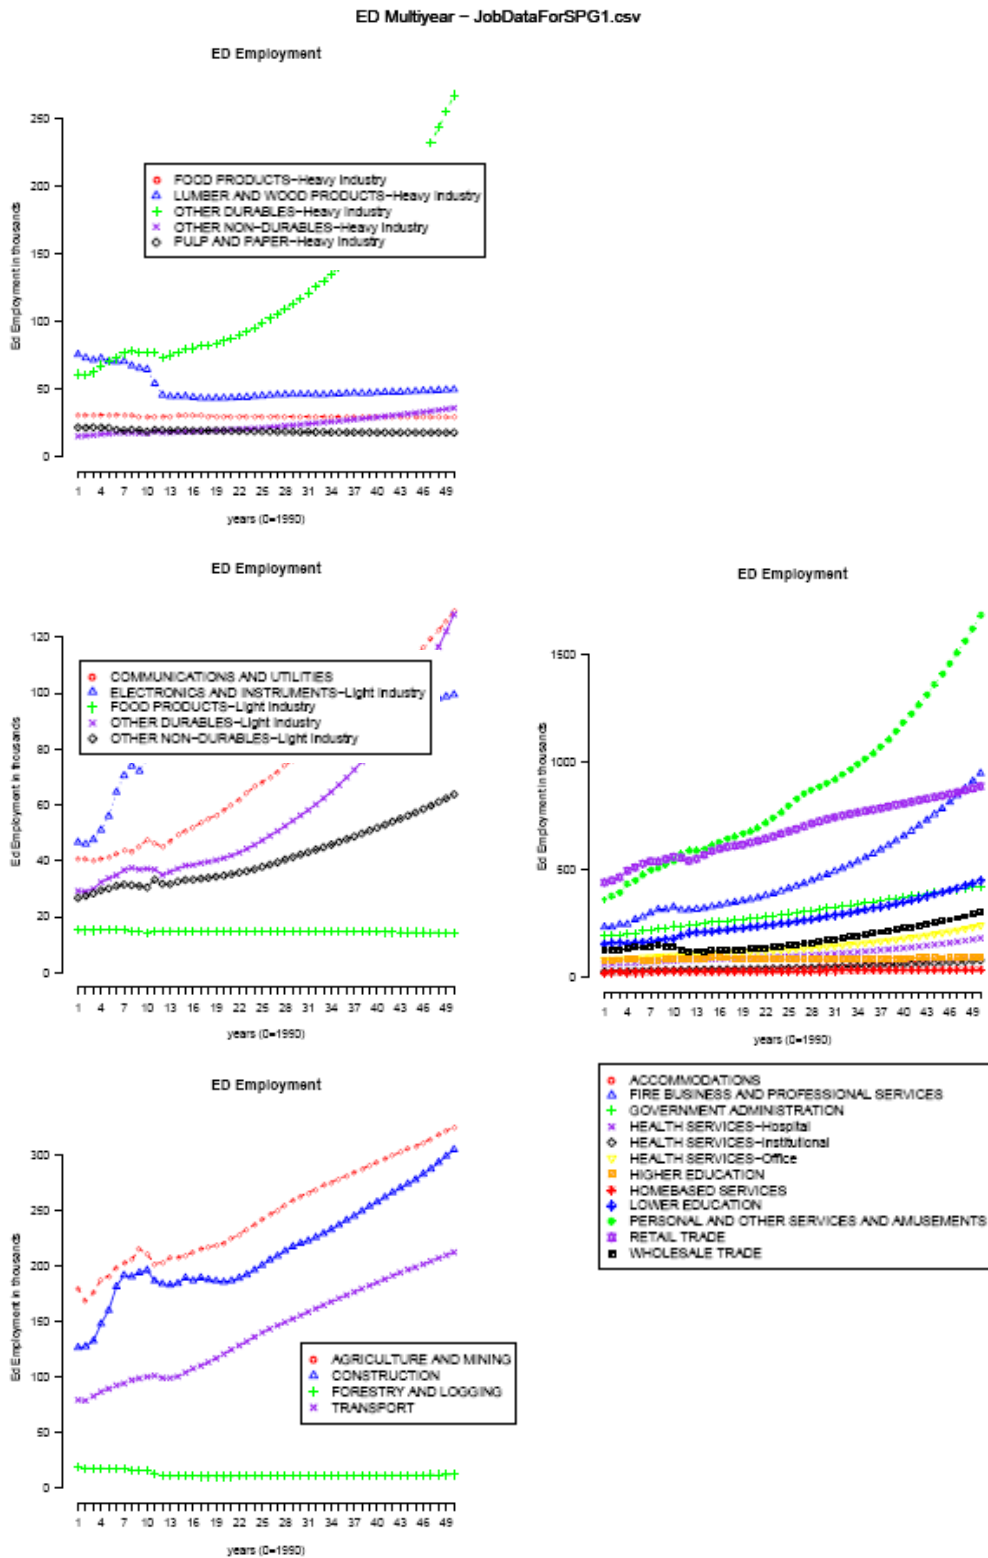 ED Multiyear - JobDataForSPG1.csv
ED Employment
Ed Employment in thousands
250
200
150
100
50
0
FOOD PRODUCTS-Heavy Industry
LUMBER AND WOOD PRODUCTS-Heavy Industry
OTHER DURABLES-Heavy Industry
OTHER NON-DURABLES-Heavy Industry
PULP AND PAPER-Heavy Industry
1 4 7 10 13 16 19 22 25 28 31 34 37 40 43 46 49
years (0=1990)
ED Employment
Ed Employment in thousands
120
100
80
60
40
20
0
COMMUNICATIONS AND UTILITIES
ELECTRONICS AND INSTRUMENTS-Light Industry
FOOD PRODUCTS-Light Industry
OTHER DURABLES-Light Industry
OTHER NON-DURABLES-Light Industry
1 4 7 10 13 16 19 22 25 28 31 34 37 40 43 46 49
years (0=1990)
ED Employment
Ed Employment in thousands
1500
1000
500
0
1 4 7 10 13 16 19 22 25 28 31 34 37 40 43 46 49
years (0=1990)
ACCOMMODATIONS
FIRE BUSINESS AND PROFESSIONAL SERVICES
GOVERNMENT ADMINISTRATION
HEALTH SERVICES-Hospital
HEALTH SERVICES-Institutional
HEALTH SERVICES-Office
HIGHER EDUCATION
HOMEBASED SERVICES
LOWER EDUCATION
PERSONAL AND OTHER SERVICES AND AMUSEMENTS
RETAIL TRADE
WHOLESALE TRADE
ED Employment
Ed Employment in thousands
300
250
200
150
100
50
0
AGRICULTURE AND MINING
CONSTRUCTION
FORESTRY AND LOGGING
TRANSPORT
1 4 7 10 13 16 19 22 25 28 31 34 37 40 43 46 49
years (0=1990)